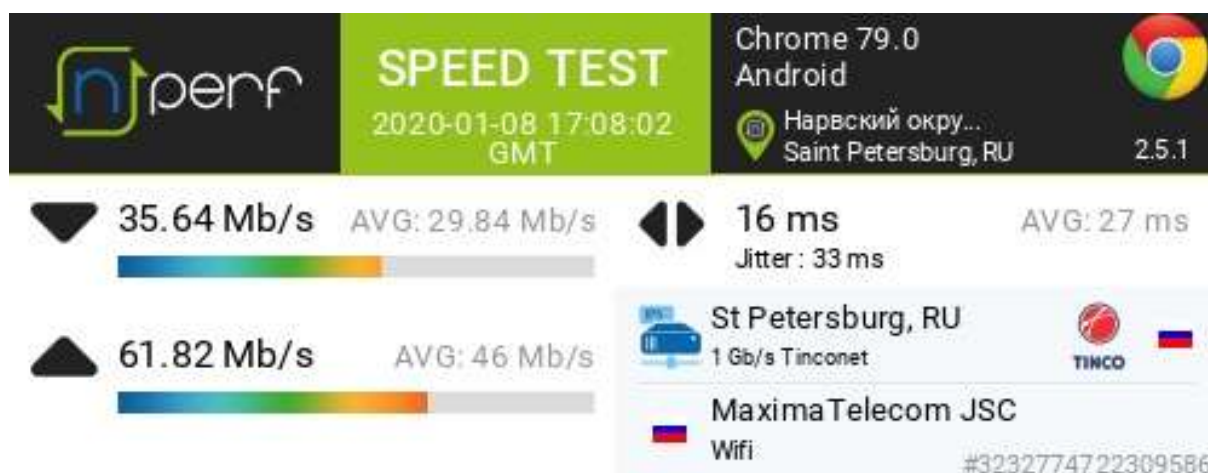 nperf
SPEED TEST
2020-01-08 17:08:02
GMT
Chrome 79.0
Android
Нарвский окру...
Saint Petersburg, RU
2.5.1
35.64 Mb/s AVG: 29.84 Mb/s
61.82 Mb/s AVG: 46 Mb/s
16 ms AVG: 27 ms
Jitter : 33 ms
St Petersburg, RU
1 Gb/s Tinconet
TINCO
MaximaTelecom JSC
Wifi
#3232774722309586